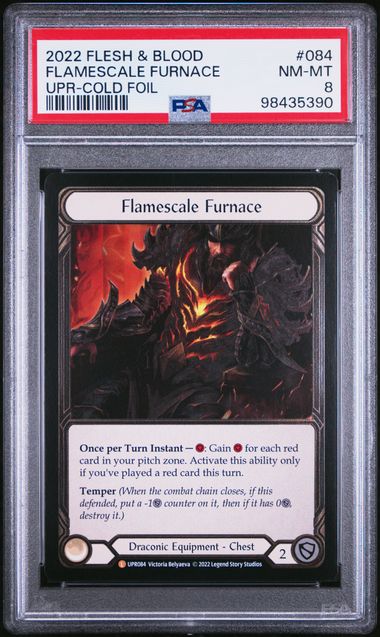 2022 FLESH & BLOOD #084
FLAMESCALE FURNACE NM-MT
UPR-COLD FOIL 8
PSA 98435390
Flamescale Furnace
Once per Turn Instant — : Gain for each red
card in your pitch zone. Activate this ability only
if you've played a red card this turn.
Temper (When the combat chain closes, if this
defended, put a -1 counter on it, then if it has 0 ,
destroy it.)
Draconic Equipment - Chest 2
L UPR084 Victoria Belyaeva © 2022 Legend Story Studios
PSA